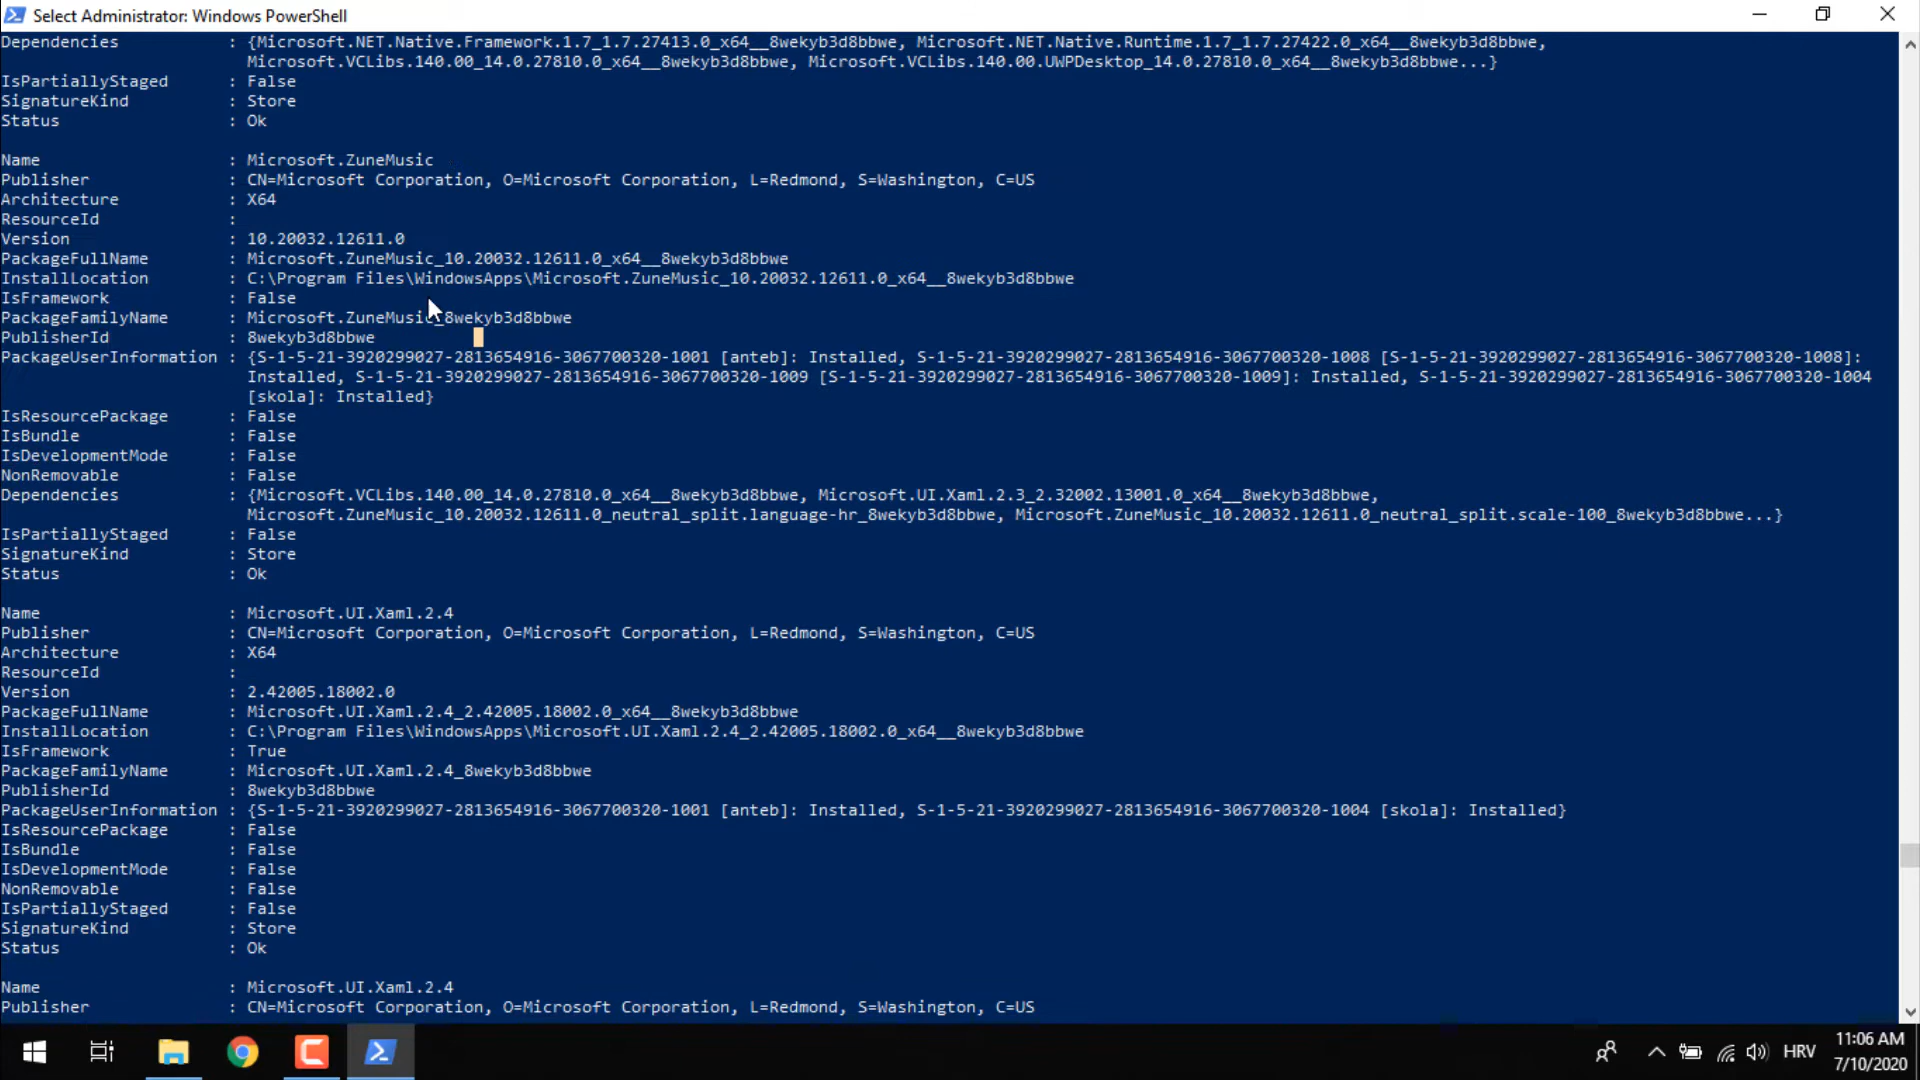 Select Administrator: Windows PowerShell
Dependencies : {Microsoft.NET.Native.Framework.1.7_1.7.27413.0_x64__8wekyb3d8bbwe, Microsoft.NET.Native.Runtime.1.7_1.7.27422.0_x64__8wekyb3d8bbwe,
Microsoft.VCLibs.140.00_14.0.27810.0_x64__8wekyb3d8bbwe, Microsoft.VCLibs.140.00.UWPDesktop_14.0.27810.0_x64__8wekyb3d8bbwe...}
IsPartiallyStaged : False
SignatureKind : Store
Status : Ok
Name : Microsoft.ZuneMusic
Publisher : CN=Microsoft Corporation, O=Microsoft Corporation, L=Redmond, S=Washington, C=US
Architecture : X64
ResourceId :
Version : 10.20032.12611.0
PackageFullName : Microsoft.ZuneMusic_10.20032.12611.0_x64__8wekyb3d8bbwe
InstallLocation : C:\Program Files\WindowsApps\Microsoft.ZuneMusic_10.20032.12611.0_x64__8wekyb3d8bbwe
IsFramework : False
PackageFamilyName : Microsoft.ZuneMusic_8wekyb3d8bbwe
PublisherId : 8wekyb3d8bbwe
PackageUserInformation : {S-1-5-21-3920299027-2813654916-3067700320-1001 [anteb]: Installed, S-1-5-21-3920299027-2813654916-3067700320-1008 [S-1-5-21-3920299027-2813654916-3067700320-1008]:
Installed, S-1-5-21-3920299027-2813654916-3067700320-1009 [S-1-5-21-3920299027-2813654916-3067700320-1009]: Installed, S-1-5-21-3920299027-2813654916-3067700320-1004
[skola]: Installed}
IsResourcePackage : False
IsBundle : False
IsDevelopmentMode : False
NonRemovable : False
Dependencies : {Microsoft.VCLibs.140.00_14.0.27810.0_x64__8wekyb3d8bbwe, Microsoft.UI.Xaml.2.3_2.32002.13001.0_x64__8wekyb3d8bbwe,
Microsoft.ZuneMusic_10.20032.12611.0_neutral_split.language-hr_8wekyb3d8bbwe, Microsoft.ZuneMusic_10.20032.12611.0_neutral_split.scale-100_8wekyb3d8bbwe...}
IsPartiallyStaged : False
SignatureKind : Store
Status : Ok
Name : Microsoft.UI.Xaml.2.4
Publisher : CN=Microsoft Corporation, O=Microsoft Corporation, L=Redmond, S=Washington, C=US
Architecture : X64
ResourceId :
Version : 2.42005.18002.0
PackageFullName : Microsoft.UI.Xaml.2.4_2.42005.18002.0_x64__8wekyb3d8bbwe
InstallLocation : C:\Program Files\WindowsApps\Microsoft.UI.Xaml.2.4_2.42005.18002.0_x64__8wekyb3d8bbwe
IsFramework : True
PackageFamilyName : Microsoft.UI.Xaml.2.4_8wekyb3d8bbwe
PublisherId : 8wekyb3d8bbwe
PackageUserInformation : {S-1-5-21-3920299027-2813654916-3067700320-1001 [anteb]: Installed, S-1-5-21-3920299027-2813654916-3067700320-1004 [skola]: Installed}
IsResourcePackage : False
IsBundle : False
IsDevelopmentMode : False
NonRemovable : False
IsPartiallyStaged : False
SignatureKind : Store
Status : Ok
Name : Microsoft.UI.Xaml.2.4
Publisher : CN=Microsoft Corporation, O=Microsoft Corporation, L=Redmond, S=Washington, C=US
HRV
11:06 AM
7/10/2020